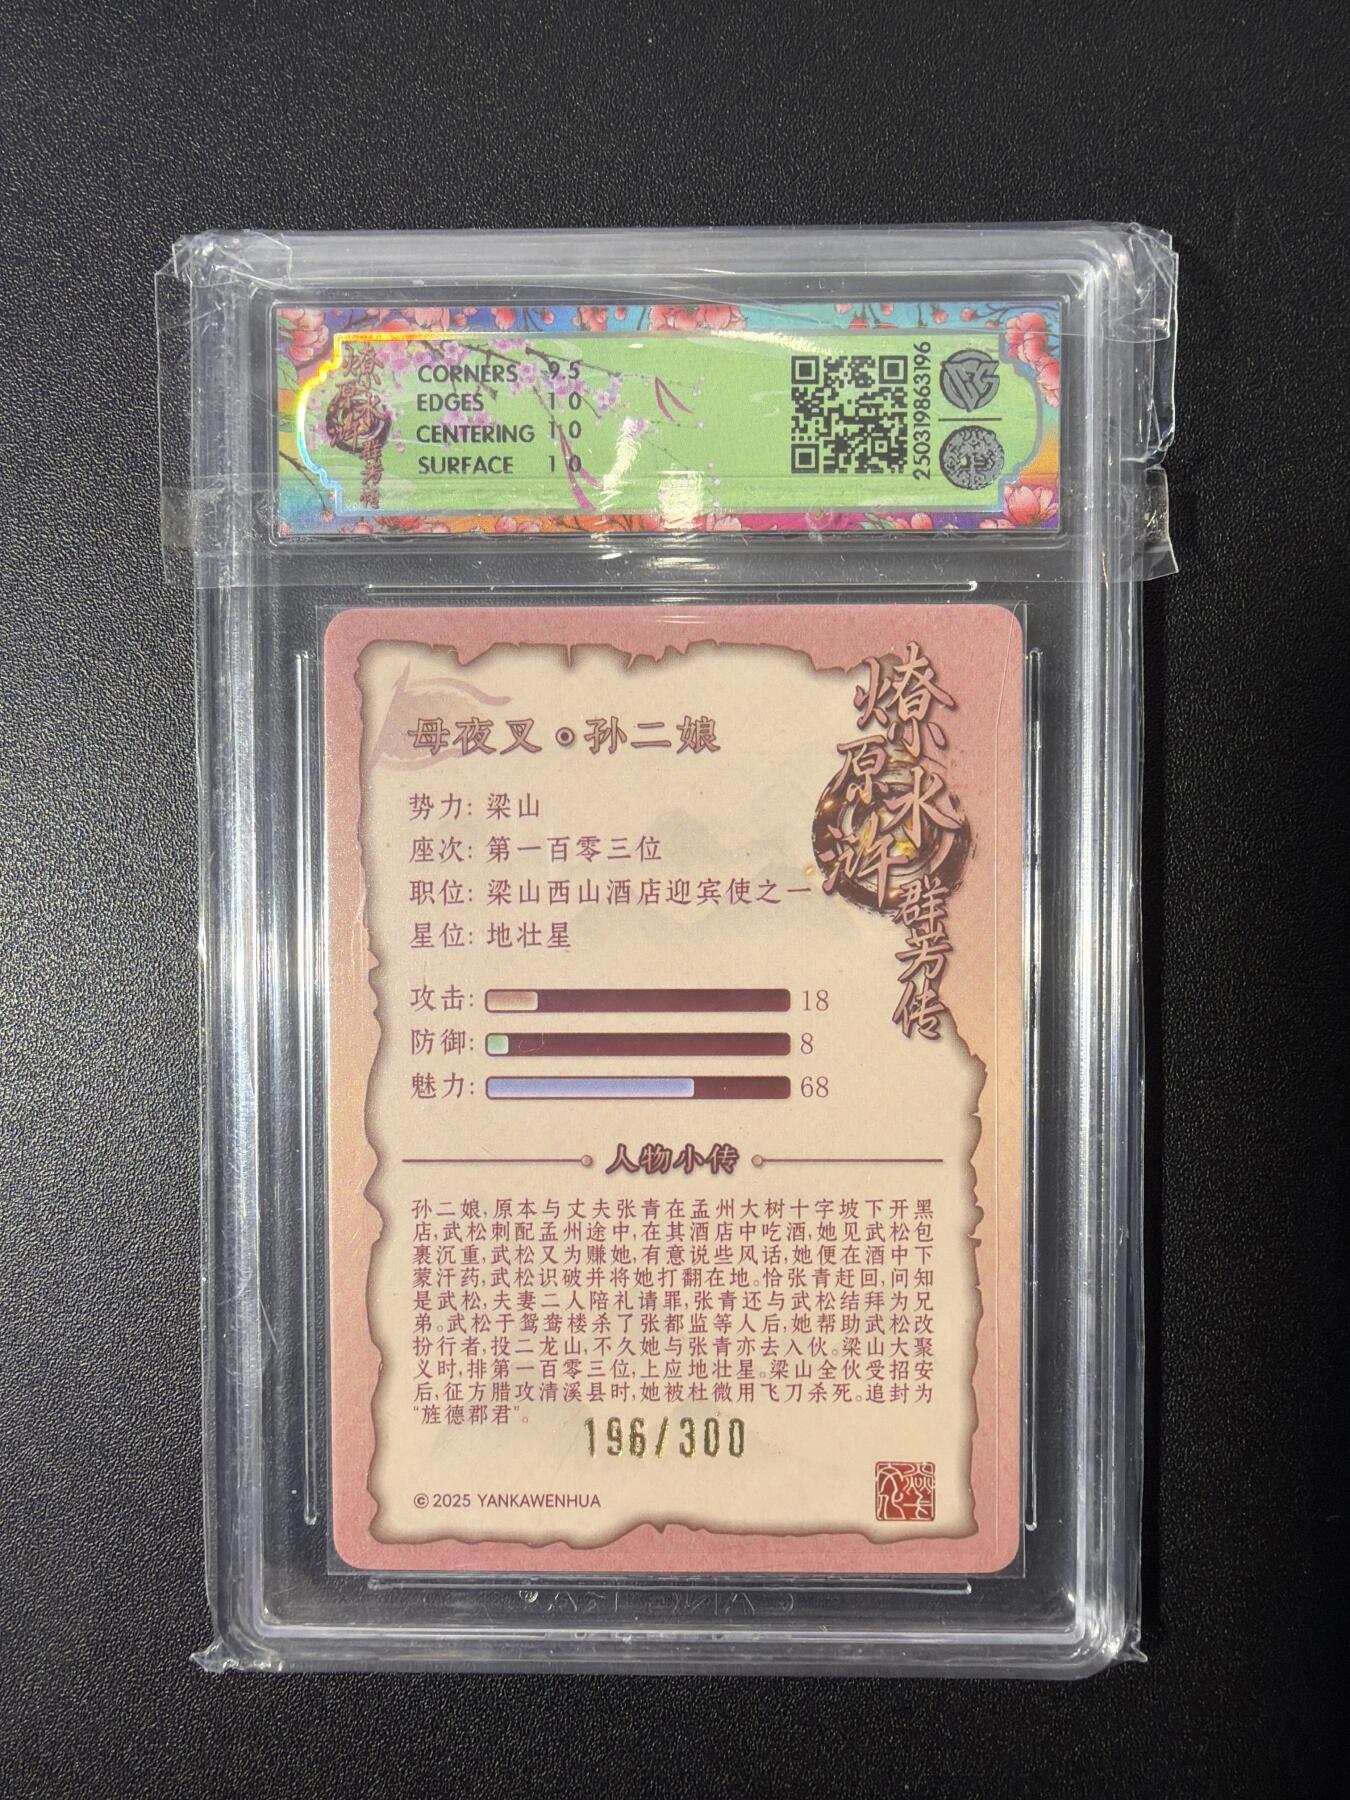 燎原水浒群芳传
CORNERS 9.5
EDGES 10
CENTERING 10
SURFACE 10
250319863196
燎原水浒群芳传
母夜叉⊙孙二娘
势力: 梁山
座次: 第一百零三位
职位: 梁山西山酒店迎宾使之一
星位: 地壮星
攻击: 18
防御: 8
魅力: 68
人物小传
孙二娘,原本与丈夫张青在孟州大树十字坡下开黑
店,武松刺配孟州途中,在其酒店中吃酒,她见武松包
裹沉重,武松又为赚她,有意说些风话,她便在酒中下
蒙汗药,武松识破并将她打翻在地。恰张青赶回,问知
是武松,夫妻二人陪礼请罪,张青还与武松结拜为兄
弟。武松于鸳鸯楼杀了张都监等人后,她帮助武松改
扮行者,投二龙山,不久她与张青亦去入伙。梁山大聚
义时,排第一百零三位,上应地壮星。梁山全伙受招安
后,征方腊攻清溪县时,她被杜微用飞刀杀死。追封为
“旌德郡君”。
196/300
© 2025 YANKAWENHUA